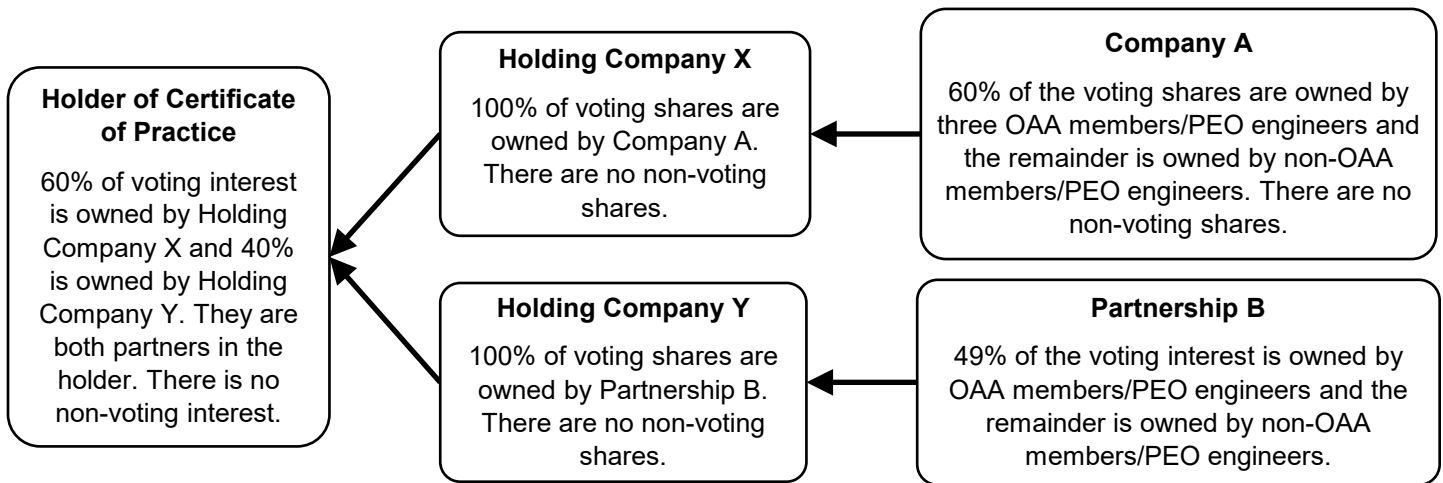 Holder of Certificate
of Practice
60% of voting interest
is owned by Holding
Company X and 40%
is owned by Holding
Company Y. They are
both partners in the
holder. There is no
non-voting interest.
Holding Company X
100% of voting shares are
owned by Company A.
There are no non-voting
shares.
Company A
60% of the voting shares are owned by
three OAA members/PEO engineers and
the remainder is owned by non-OAA
members/PEO engineers. There are no
non-voting shares.
Holding Company Y
100% of voting shares are
owned by Partnership B.
There are no non-voting
shares.
Partnership B
49% of the voting interest is owned by
OAA members/PEO engineers and the
remainder is owned by non-OAA
members/PEO engineers.